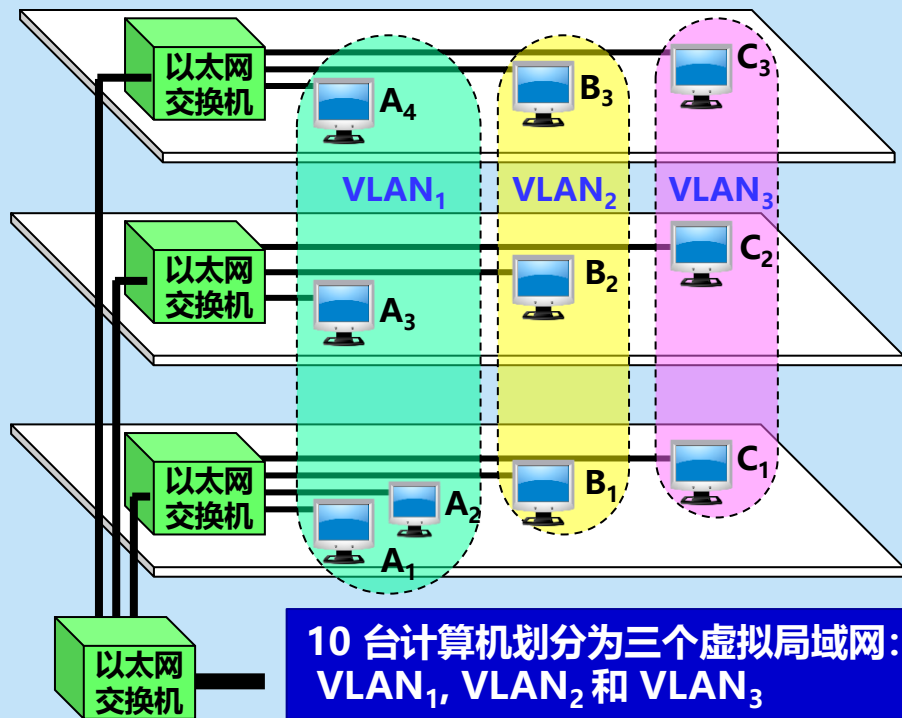 以太网
交换机
A₄
B₃
C₃
VLAN₁
VLAN₂
VLAN₃
以太网
交换机
A₃
B₂
C₂
以太网
交换机
A₂
A₁
B₁
C₁
以太网
交换机
10 台计算机划分为三个虚拟局域网：
VLAN₁, VLAN₂ 和 VLAN₃